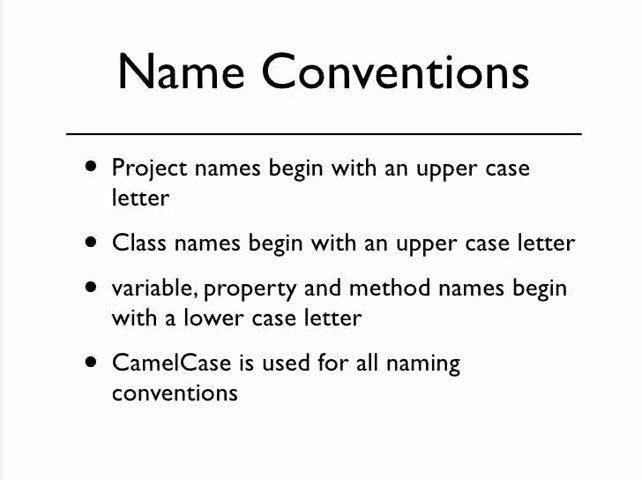 Name Conventions
• Project names begin with an upper case
letter
• Class names begin with an upper case letter
• variable, property and method names begin
with a lower case letter
• CamelCase is used for all naming
conventions